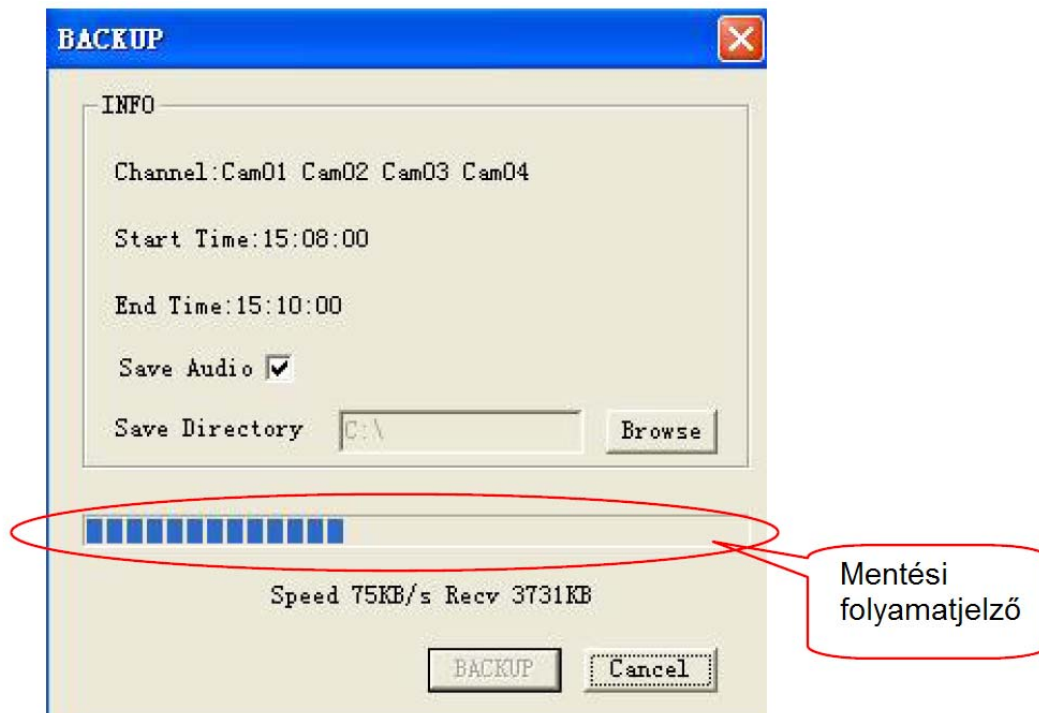 BACKUP
INFO
Channel:Cam01 Cam02 Cam03 Cam04
Start Time:15:08:00
End Time:15:10:00
Save Audio
Save Directory C:\ Browse
Speed 75KB/s Recv 3731KB
Mentési
folyamatjelző
BACKUP Cancel